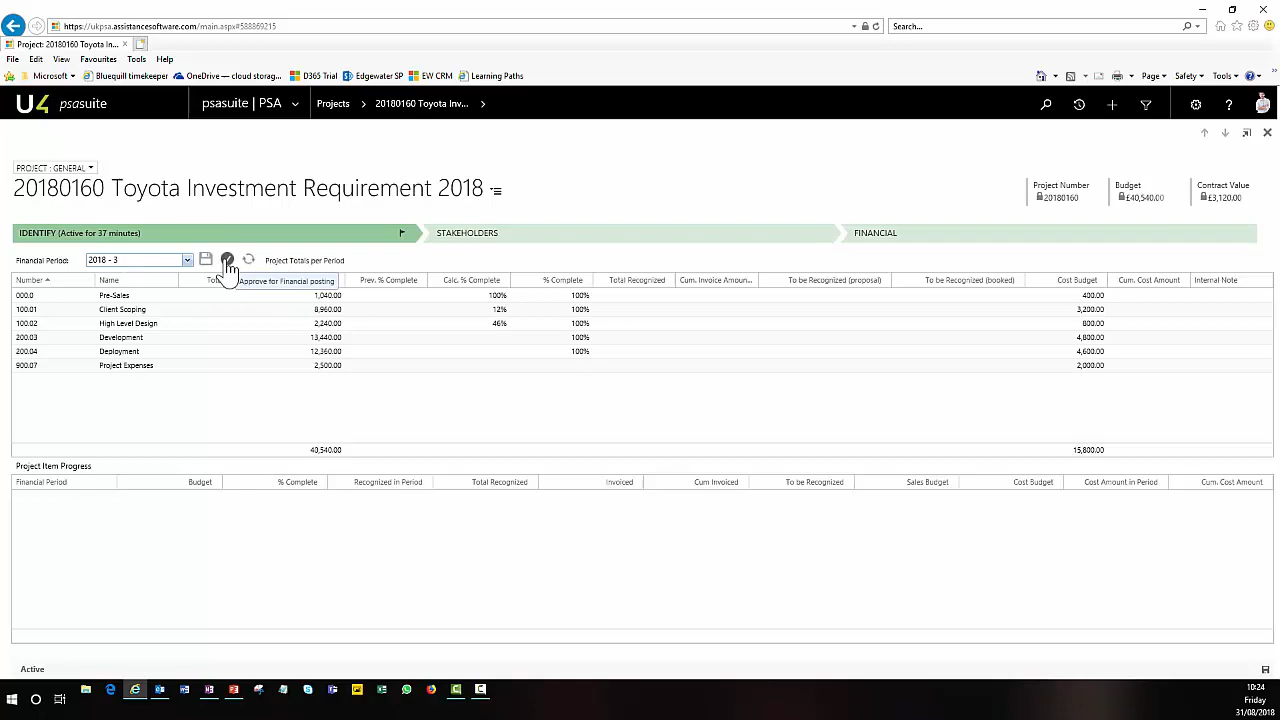 https://ukpsa.assistancesoftware.com/main.aspx#588869215
Search...
Project: 20180160 Toyota In...
File Edit View Favourites Tools Help
Microsoft Bluequill timekeeper OneDrive — cloud storag... D365 Trial Edgewater SP EW CRM Learning Paths
Page Safety Tools
U4 psasuite psasuite | PSA Projects 20180160 Toyota Inv...
PROJECT : GENERAL
20180160 Toyota Investment Requirement 2018
Project Number Budget Contract Value
20180160 £40,540.00 £3,120.00
IDENTIFY (Active for 37 minutes) STAKEHOLDERS FINANCIAL
Financial Period: 2018 - 3 Project Totals per Period
Approve for Financial posting
Number Name Prev. % Complete Calc. % Complete % Complete Total Recognized Cum. Invoice Amoun... To be Recognized (proposal) To be Recognized (booked) Cost Budget Cum. Cost Amount Internal Note
000.0 Pre-Sales 1,040.00 100% 100% 400.00
100.01 Client Scoping 8,960.00 12% 100% 3,200.00
100.02 High Level Design 2,240.00 46% 100% 800.00
200.03 Development 13,440.00 100% 4,800.00
200.04 Deployment 12,360.00 100% 4,600.00
900.07 Project Expenses 2,500.00 2,000.00
40,540.00 15,800.00
Project Item Progress
Financial Period Budget % Complete Recognized in Period Total Recognized Invoiced Cum Invoiced To be Recognized Sales Budget Cost Budget Cost Amount in Period Cum. Cost Amount
Active
10:24
Friday
31/08/2018